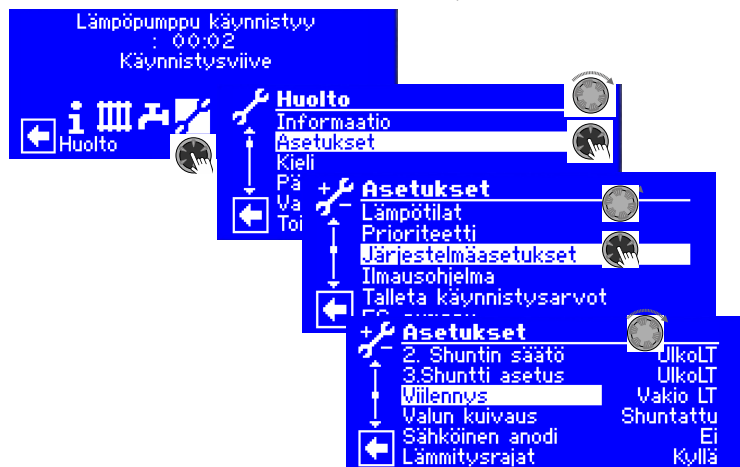 Lämpöpumppu käynnistyy
: 00:02
Käynnistysviive
Huolto
Huolto
Informaatio
Asetukset
Kieli
Pä
Va
Toi
Asetukset
Lämpötilat
Prioriteetti
Järjestelmäasetukset
Ilmausohjelma
Talleta käynnistysarvot
Asetukset
2. Shuntin säätö UlkoLT
3.Shuntti asetus UlkoLT
Viilennys Vakio LT
Valun kuivaus Shuntattu
Sähköinen anodi Ei
Lämmitysrajat Kyllä